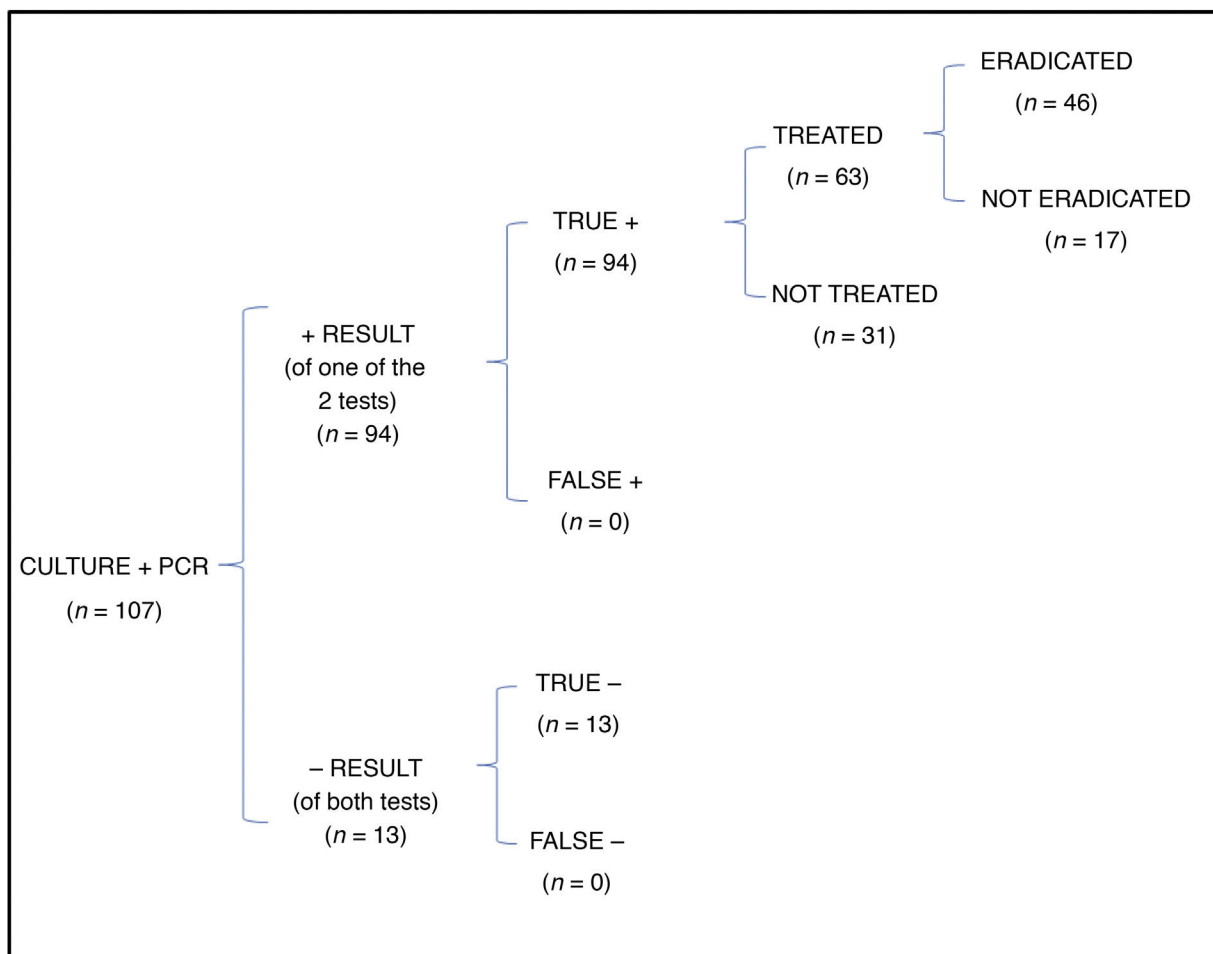 ERADICATED
(n = 46)
TREATED
(n = 63)
NOT ERADICATED
(n = 17)
TRUE +
(n = 94)
NOT TREATED
(n = 31)
+ RESULT
(of one of the
2 tests)
(n = 94)
FALSE +
(n = 0)
CULTURE + PCR
(n = 107)
TRUE –
(n = 13)
– RESULT
(of both tests)
(n = 13)
FALSE –
(n = 0)